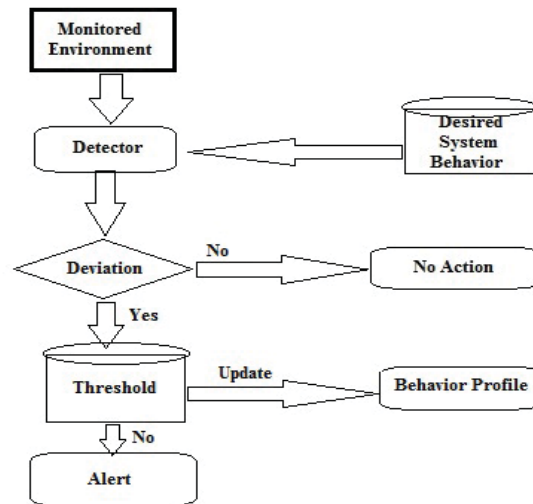 Monitored
Environment
Detector
Desired
System
Behavior
Deviation
No
No Action
Yes
Threshold
Update
Behavior Profile
No
Alert